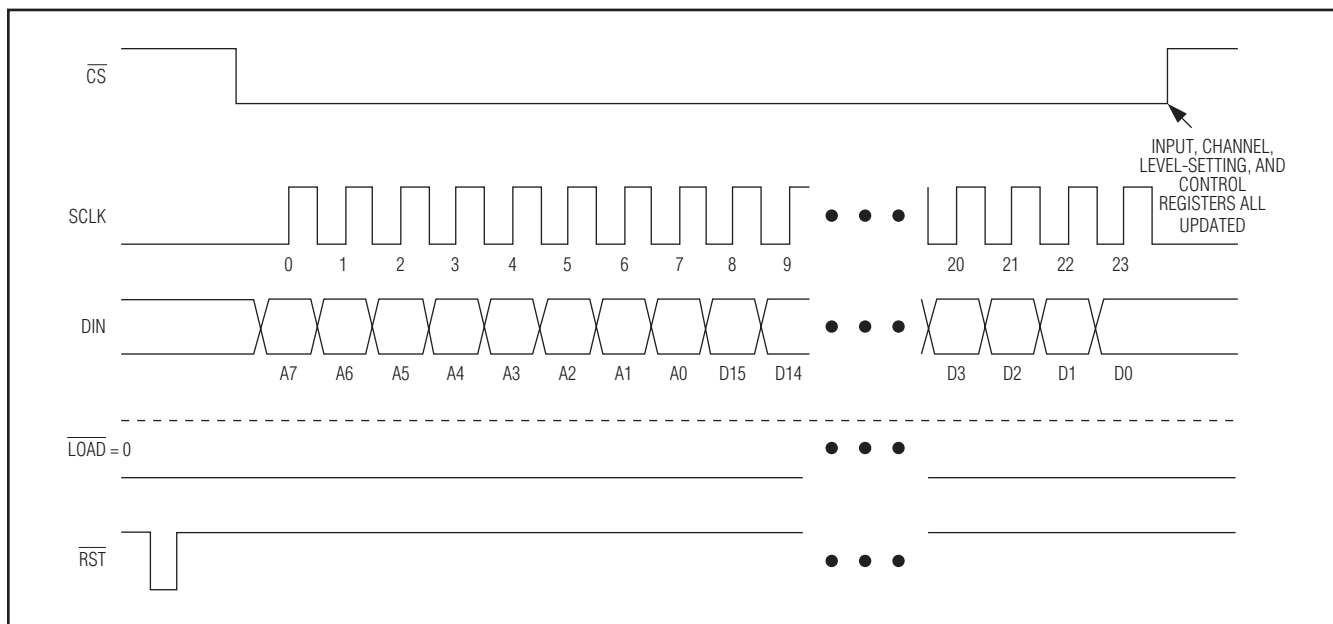 CS
INPUT, CHANNEL,
LEVEL-SETTING, AND
CONTROL
REGISTERS ALL
UPDATED
SCLK
0 1 2 3 4 5 6 7 8 9 20 21 22 23
DIN
A7 A6 A5 A4 A3 A2 A1 A0 D15 D14 D3 D2 D1 D0
LOAD = 0
RST